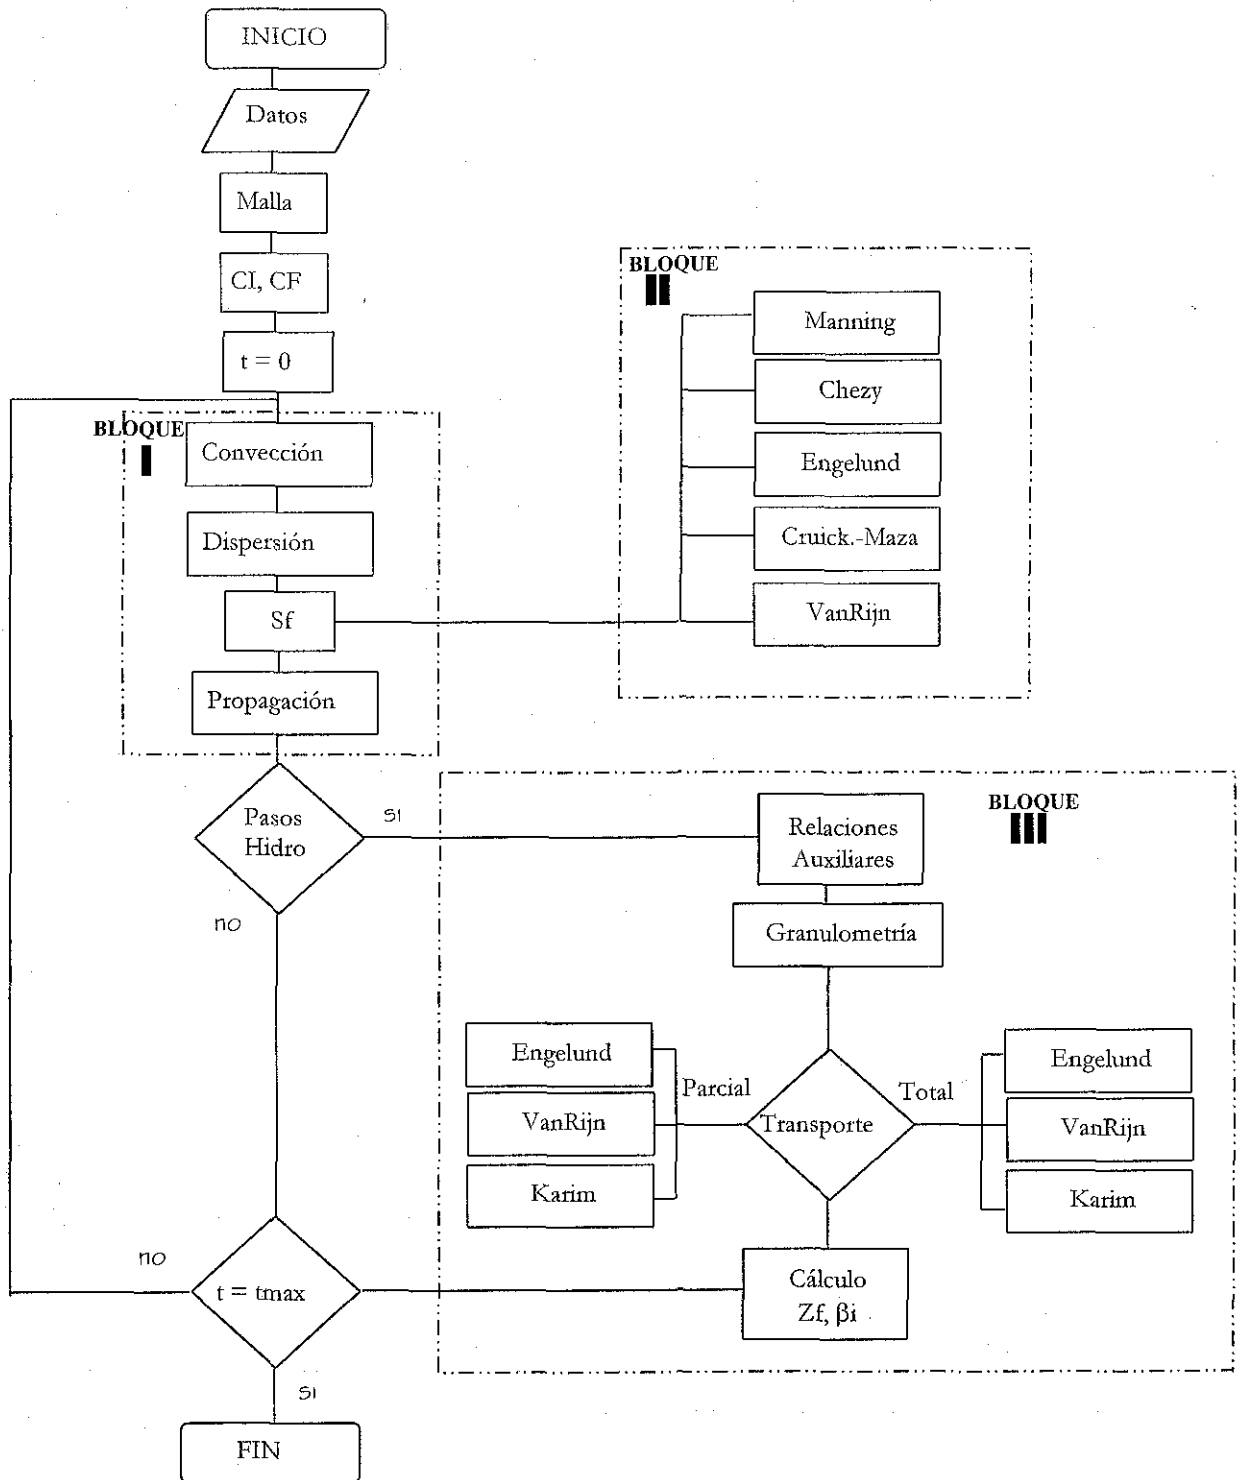 INICIO
Datos
Malla
CI, CF
t = 0
BLOQUE
I
Convección
Dispersión
Sf
Propagación
BLOQUE
II
Manning
Chezy
Engelund
Cruick.-Maza
VanRijn
Pasos
Hidro
SI
no
BLOQUE
III
Relaciones
Auxiliares
Granulometría
Transporte
Parcial
Engelund
VanRijn
Karim
Total
Engelund
VanRijn
Karim
Cálculo
Zf, βi
t = tmax
no
SI
FIN